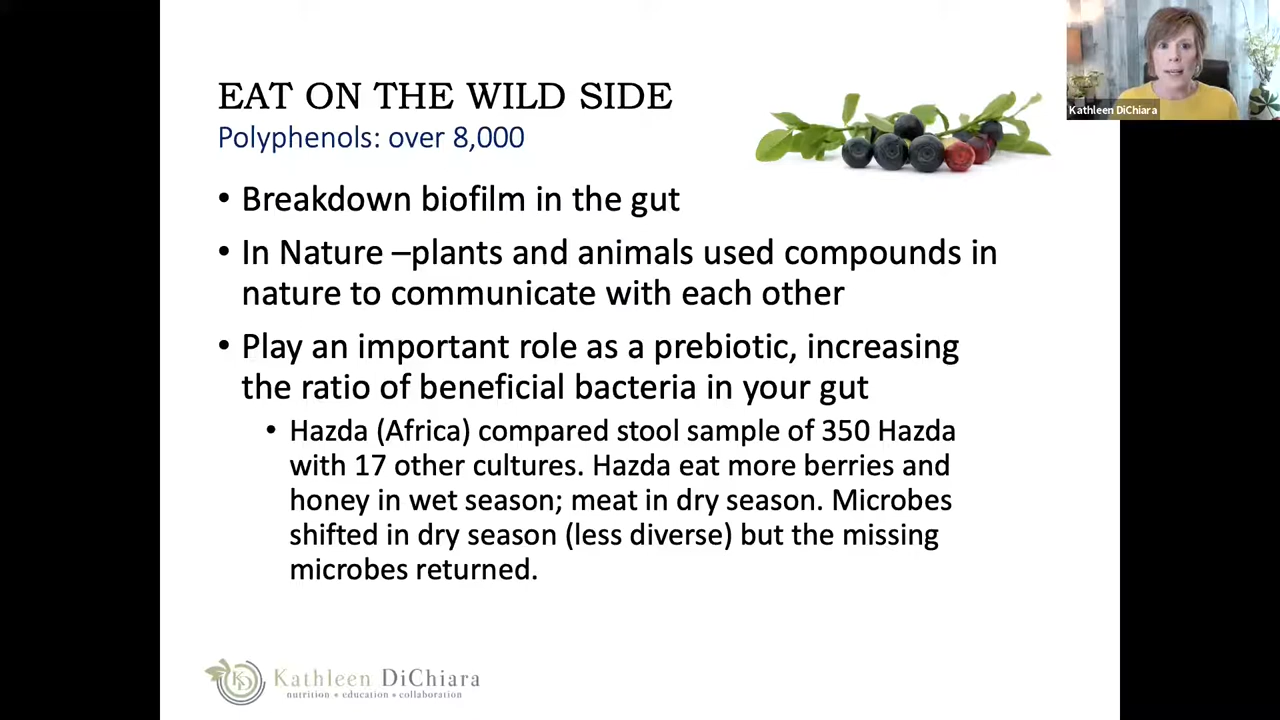 Kathleen DiChiara
EAT ON THE WILD SIDE
Polyphenols: over 8,000
• Breakdown biofilm in the gut
• In Nature –plants and animals used compounds in
nature to communicate with each other
• Play an important role as a prebiotic, increasing
the ratio of beneficial bacteria in your gut
• Hazda (Africa) compared stool sample of 350 Hazda
with 17 other cultures. Hazda eat more berries and
honey in wet season; meat in dry season. Microbes
shifted in dry season (less diverse) but the missing
microbes returned.
KD
Kathleen DiChiara
nutrition • education • collaboration